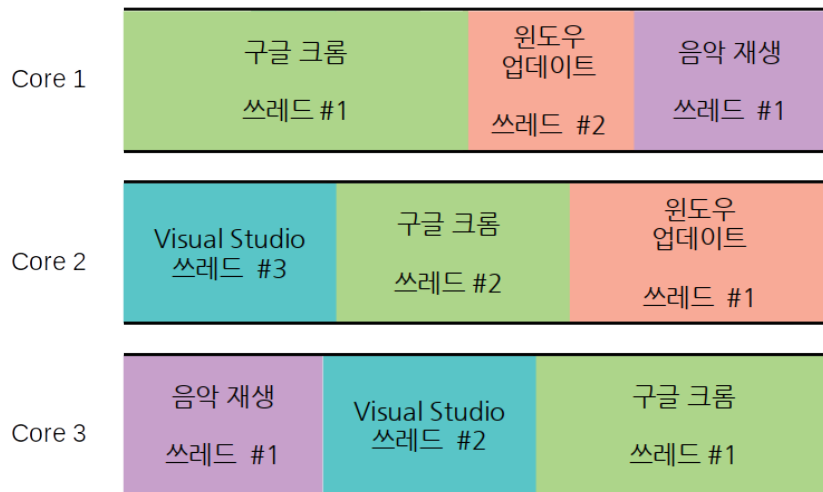 Core 1
구글 크롬
쓰레드 #1
윈도우
업데이트
쓰레드 #2
음악 재생
쓰레드 #1
Core 2
Visual Studio
쓰레드 #3
구글 크롬
쓰레드 #2
윈도우
업데이트
쓰레드 #1
Core 3
음악 재생
쓰레드 #1
Visual Studio
쓰레드 #2
구글 크롬
쓰레드 #1